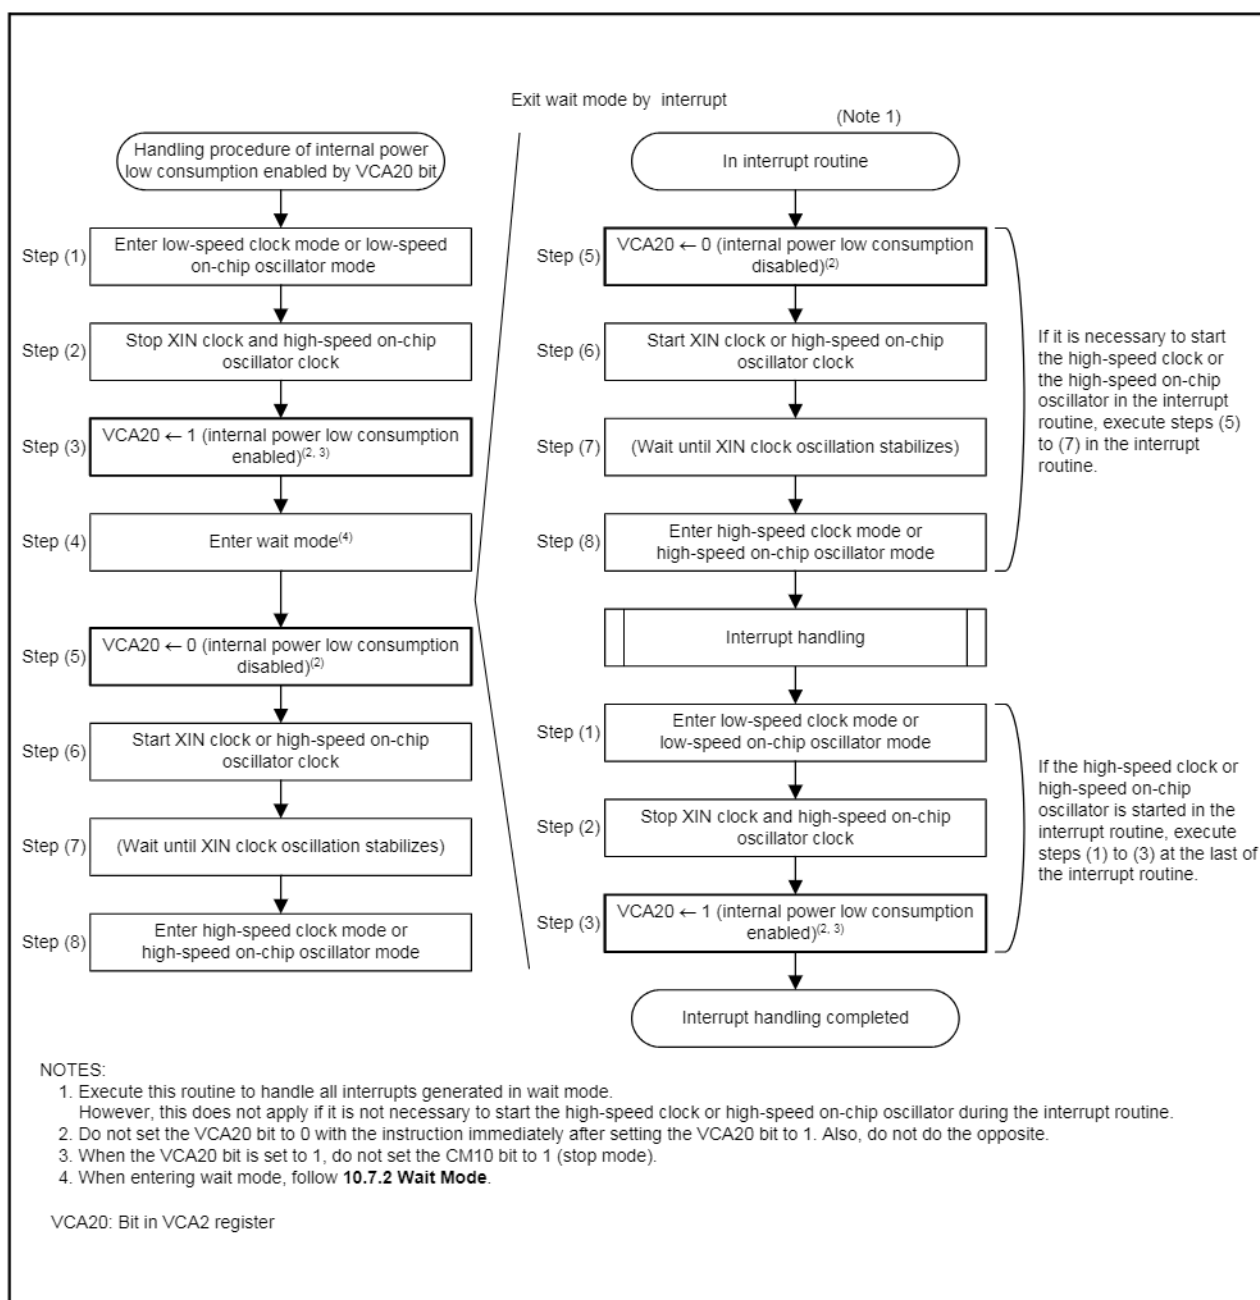 Exit wait mode by interrupt
(Note 1)
Handling procedure of internal power
low consumption enabled by VCA20 bit
Step (1)
Enter low-speed clock mode or low-speed
on-chip oscillator mode
Step (2)
Stop XIN clock and high-speed on-chip
oscillator clock
Step (3)
VCA20 ← 1 (internal power low consumption
enabled)(2, 3)
Step (4)
Enter wait mode(4)
Step (5)
VCA20 ← 0 (internal power low consumption
disabled)(2)
Step (6)
Start XIN clock or high-speed on-chip
oscillator clock
Step (7)
(Wait until XIN clock oscillation stabilizes)
Step (8)
Enter high-speed clock mode or
high-speed on-chip oscillator mode
In interrupt routine
Step (5)
VCA20 ← 0 (internal power low consumption
disabled)(2)
Step (6)
Start XIN clock or high-speed on-chip
oscillator clock
Step (7)
(Wait until XIN clock oscillation stabilizes)
Step (8)
Enter high-speed clock mode or
high-speed on-chip oscillator mode
If it is necessary to start
the high-speed clock or
the high-speed on-chip
oscillator in the interrupt
routine, execute steps (5)
to (7) in the interrupt
routine.
Interrupt handling
Step (1)
Enter low-speed clock mode or
low-speed on-chip oscillator mode
Step (2)
Stop XIN clock and high-speed on-chip
oscillator clock
Step (3)
VCA20 ← 1 (internal power low consumption
enabled)(2, 3)
If the high-speed clock or
high-speed on-chip
oscillator is started in the
interrupt routine, execute
steps (1) to (3) at the last of
the interrupt routine.
Interrupt handling completed
NOTES:
1. Execute this routine to handle all interrupts generated in wait mode.
However, this does not apply if it is not necessary to start the high-speed clock or high-speed on-chip oscillator during the interrupt routine.
2. Do not set the VCA20 bit to 0 with the instruction immediately after setting the VCA20 bit to 1. Also, do not do the opposite.
3. When the VCA20 bit is set to 1, do not set the CM10 bit to 1 (stop mode).
4. When entering wait mode, follow 10.7.2 Wait Mode.
VCA20: Bit in VCA2 register